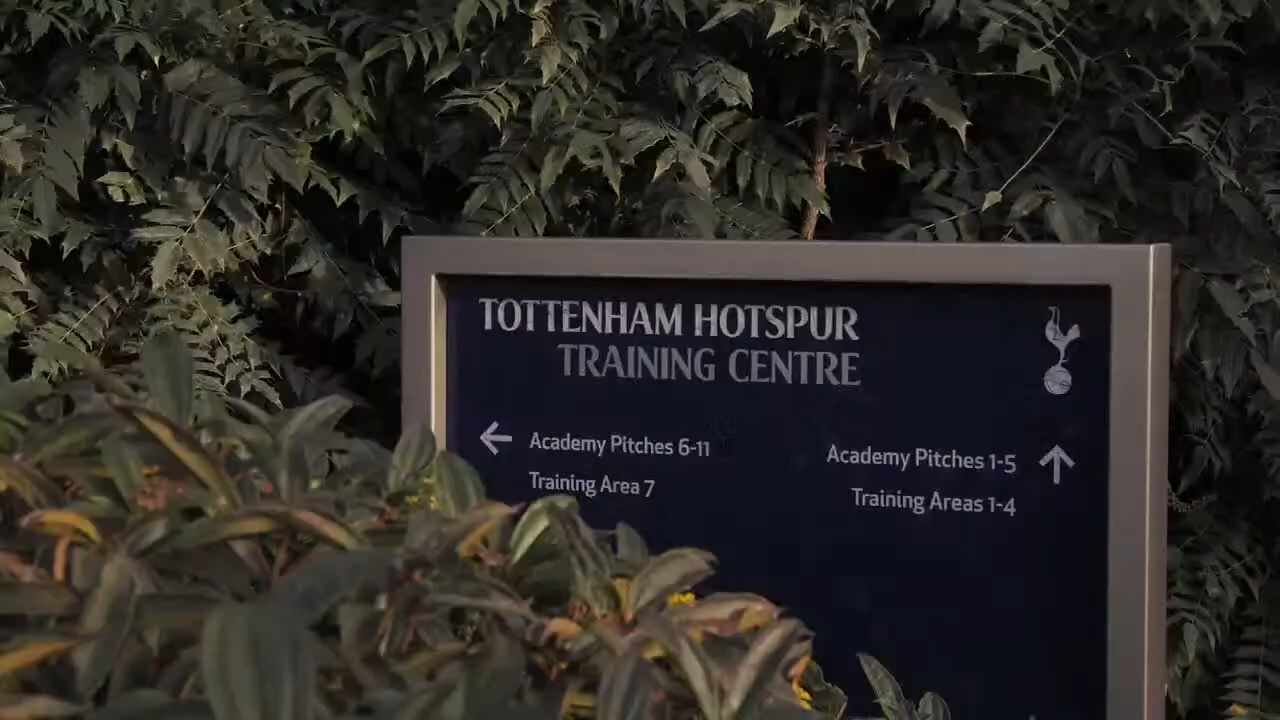 TOTTENHAM HOTSPUR
TRAINING CENTRE
Academy Pitches 6-11
Training Area 7
Academy Pitches 1-5
Training Areas 1-4